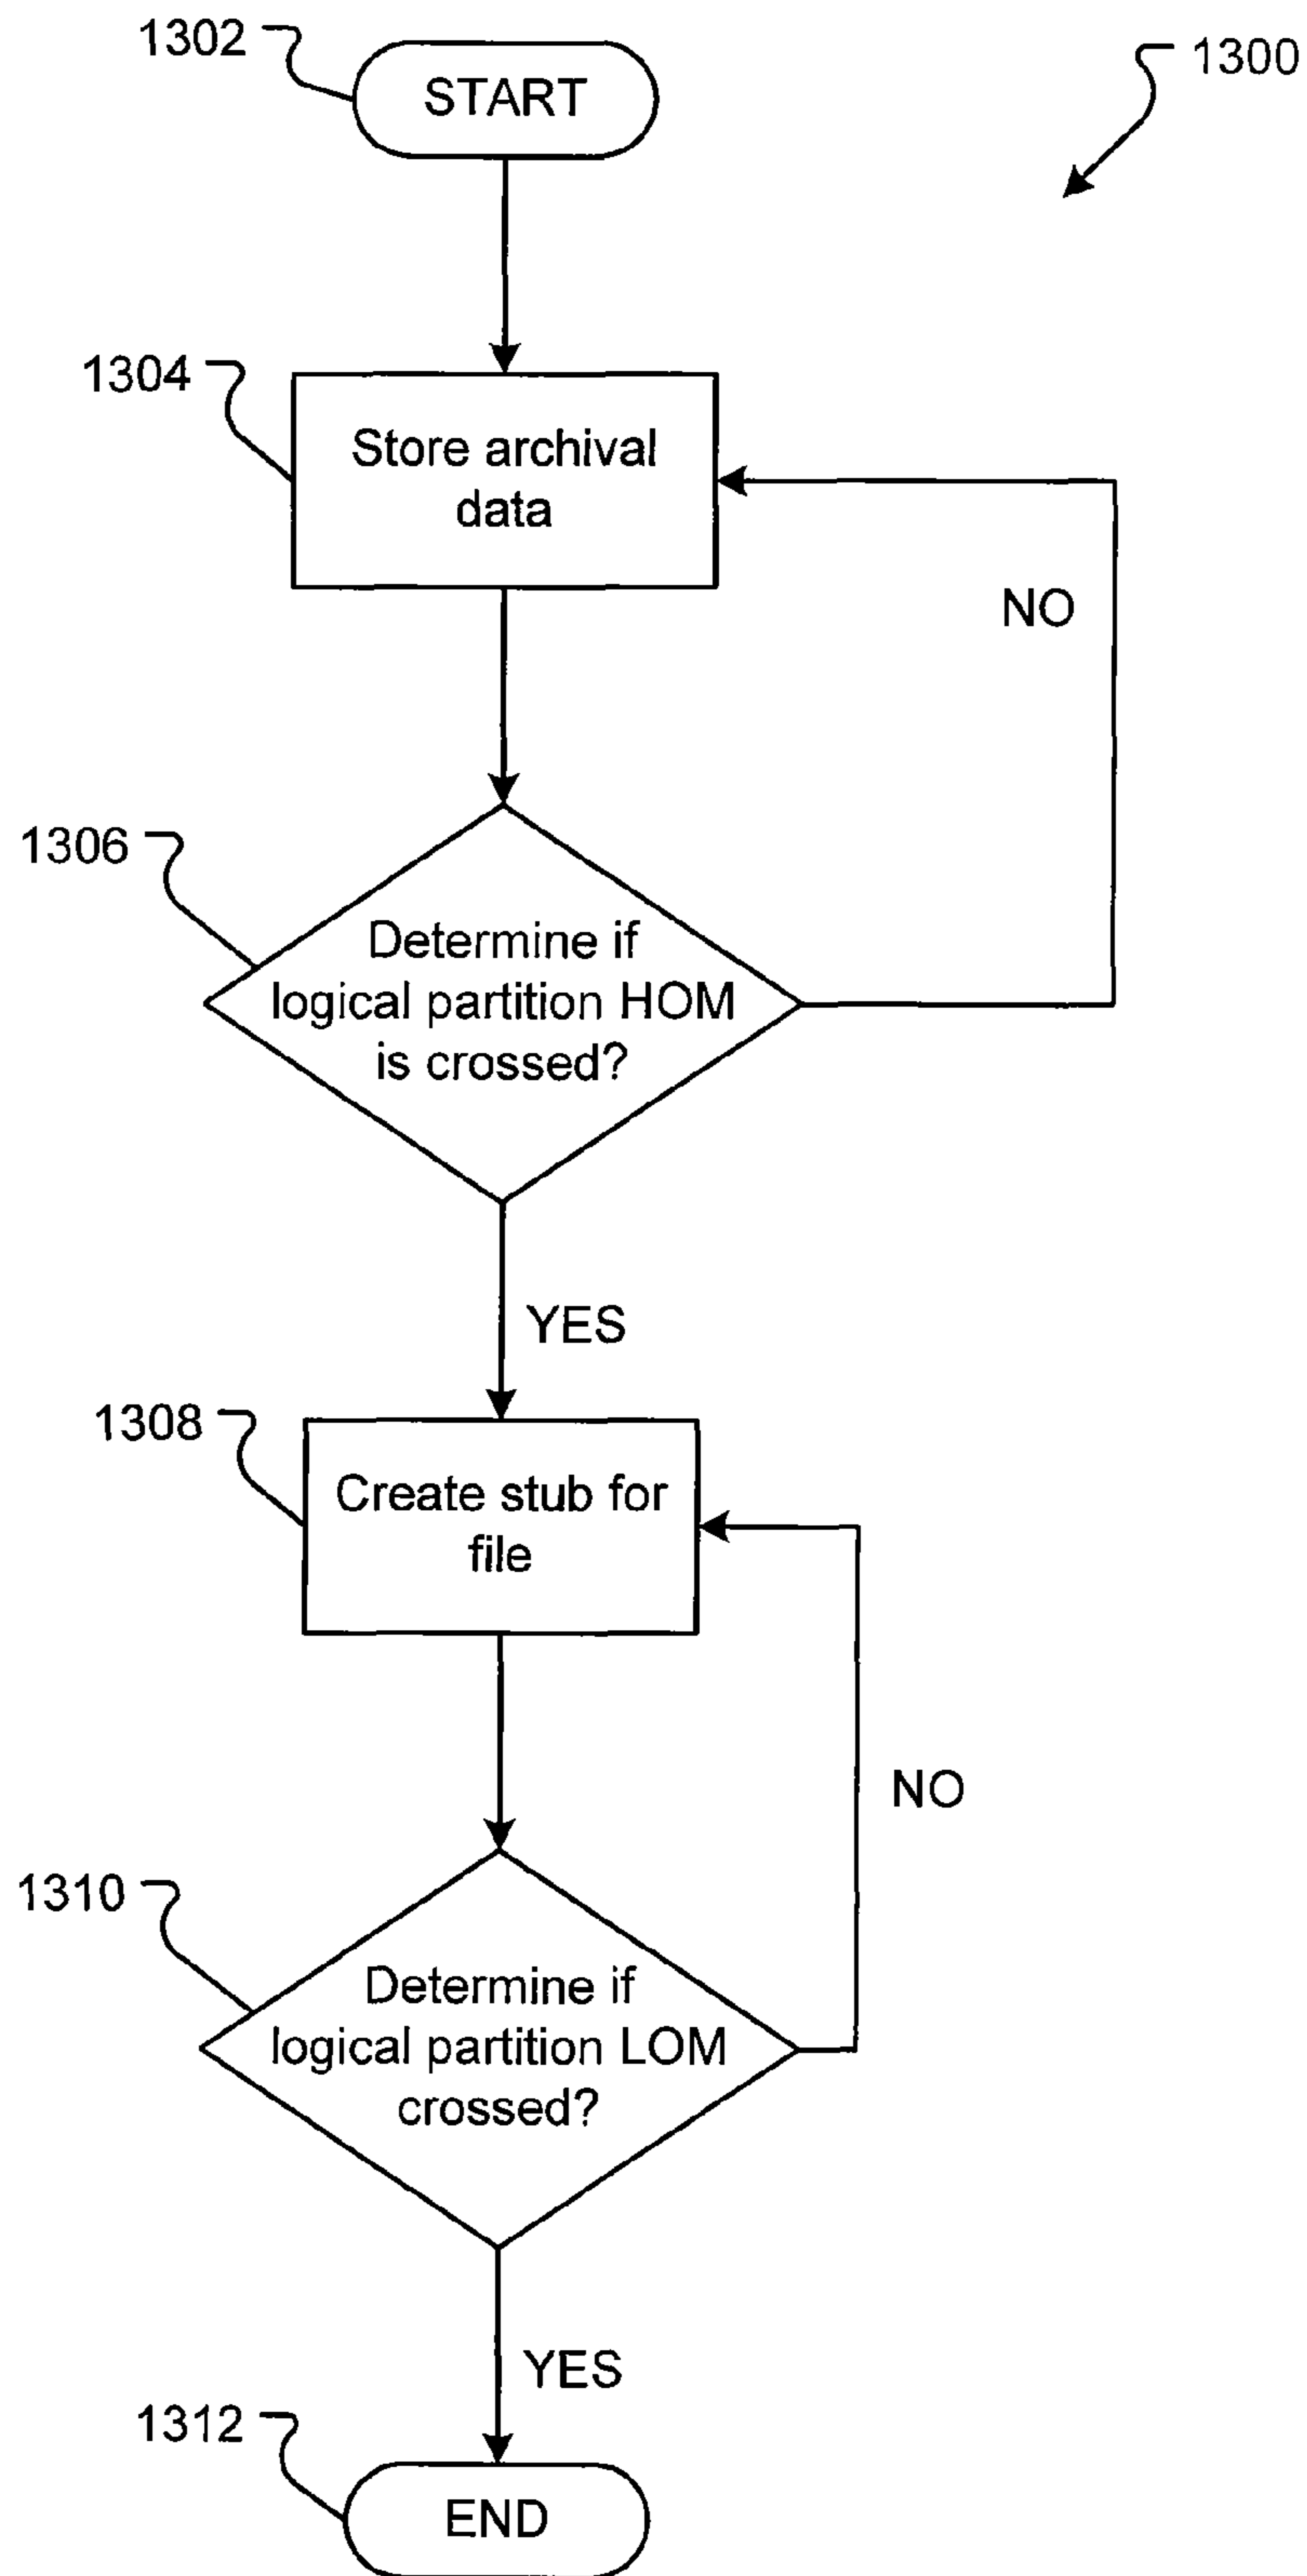 1302
START
1300
1304
Store archival
data
NO
1306
Determine if
logical partition HOM
is crossed?
YES
1308
Create stub for
file
NO
1310
Determine if
logical partition LOM
crossed?
YES
1312
END